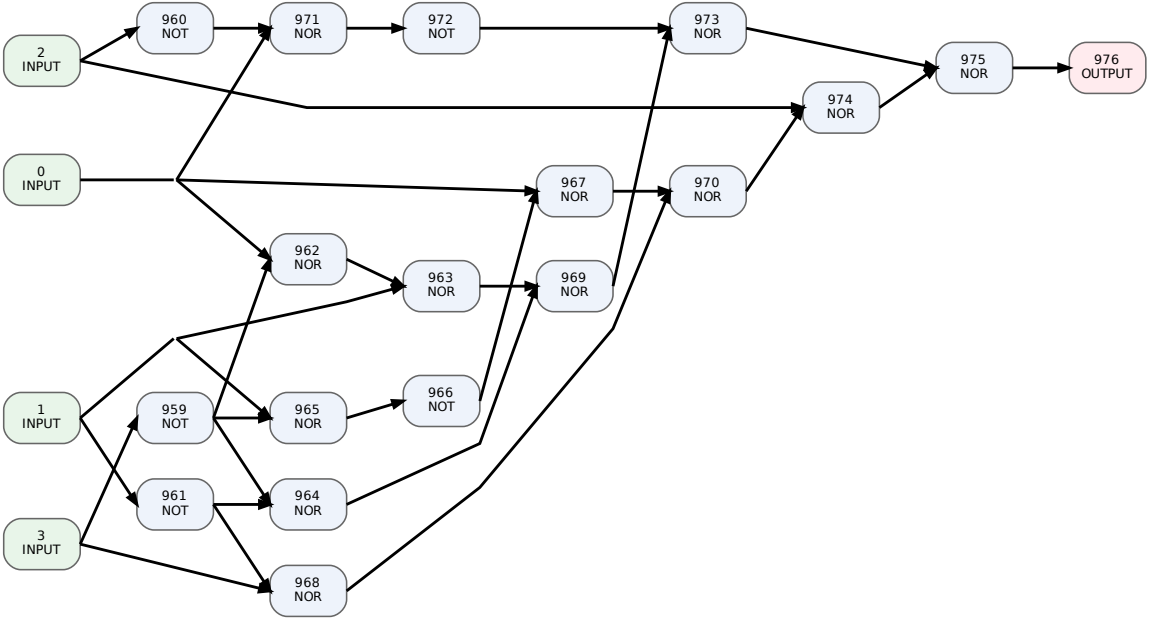 960
NOT
971
NOR
972
NOT
973
NOR
2
INPUT
975
NOR
976
OUTPUT
974
NOR
0
INPUT
967
NOR
970
NOR
962
NOR
963
NOR
969
NOR
966
NOT
1
INPUT
959
NOT
965
NOR
961
NOT
964
NOR
3
INPUT
968
NOR